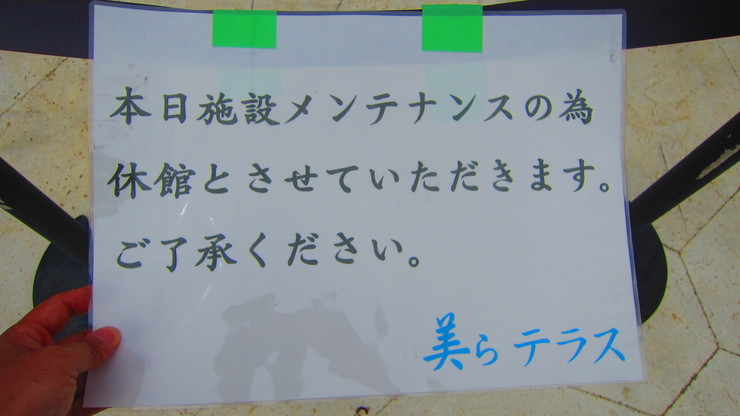 本日施設メンテナンスの為
休館とさせていただきます。
ご了承ください。
美らテラス